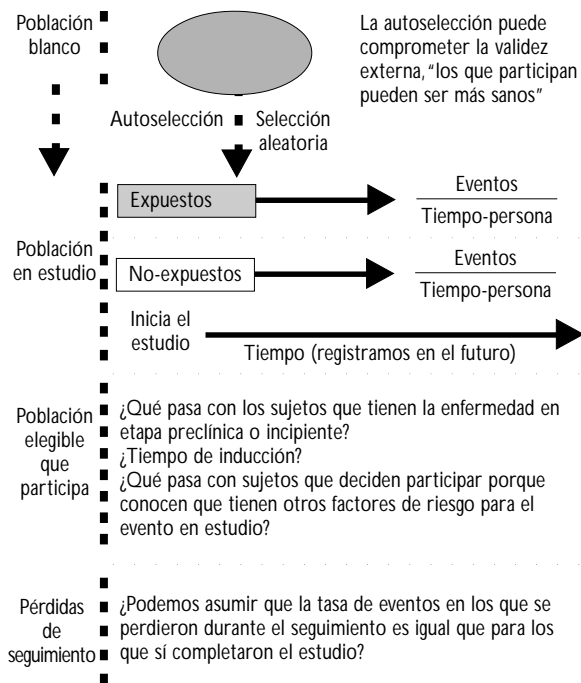 Población
blanco
La autoselección puede
comprometer la validez
externa, "los que participan
pueden ser más sanos"
Autoselección
Selección
aleatoria
Población
en estudio
Expuestos
Eventos
Tiempo-persona
No-expuestos
Eventos
Tiempo-persona
Inicia el
estudio
Tiempo (registramos en el futuro)
Población
elegible
que
participa
¿Qué pasa con los sujetos que tienen la enfermedad en
etapa preclínica o incipiente?
¿Tiempo de inducción?
¿Qué pasa con sujetos que deciden participar porque
conocen que tienen otros factores de riesgo para el
evento en estudio?
Pérdidas
de
seguimiento
¿Podemos asumir que la tasa de eventos en los que se
perdieron durante el seguimiento es igual que para los
que sí completaron el estudio?